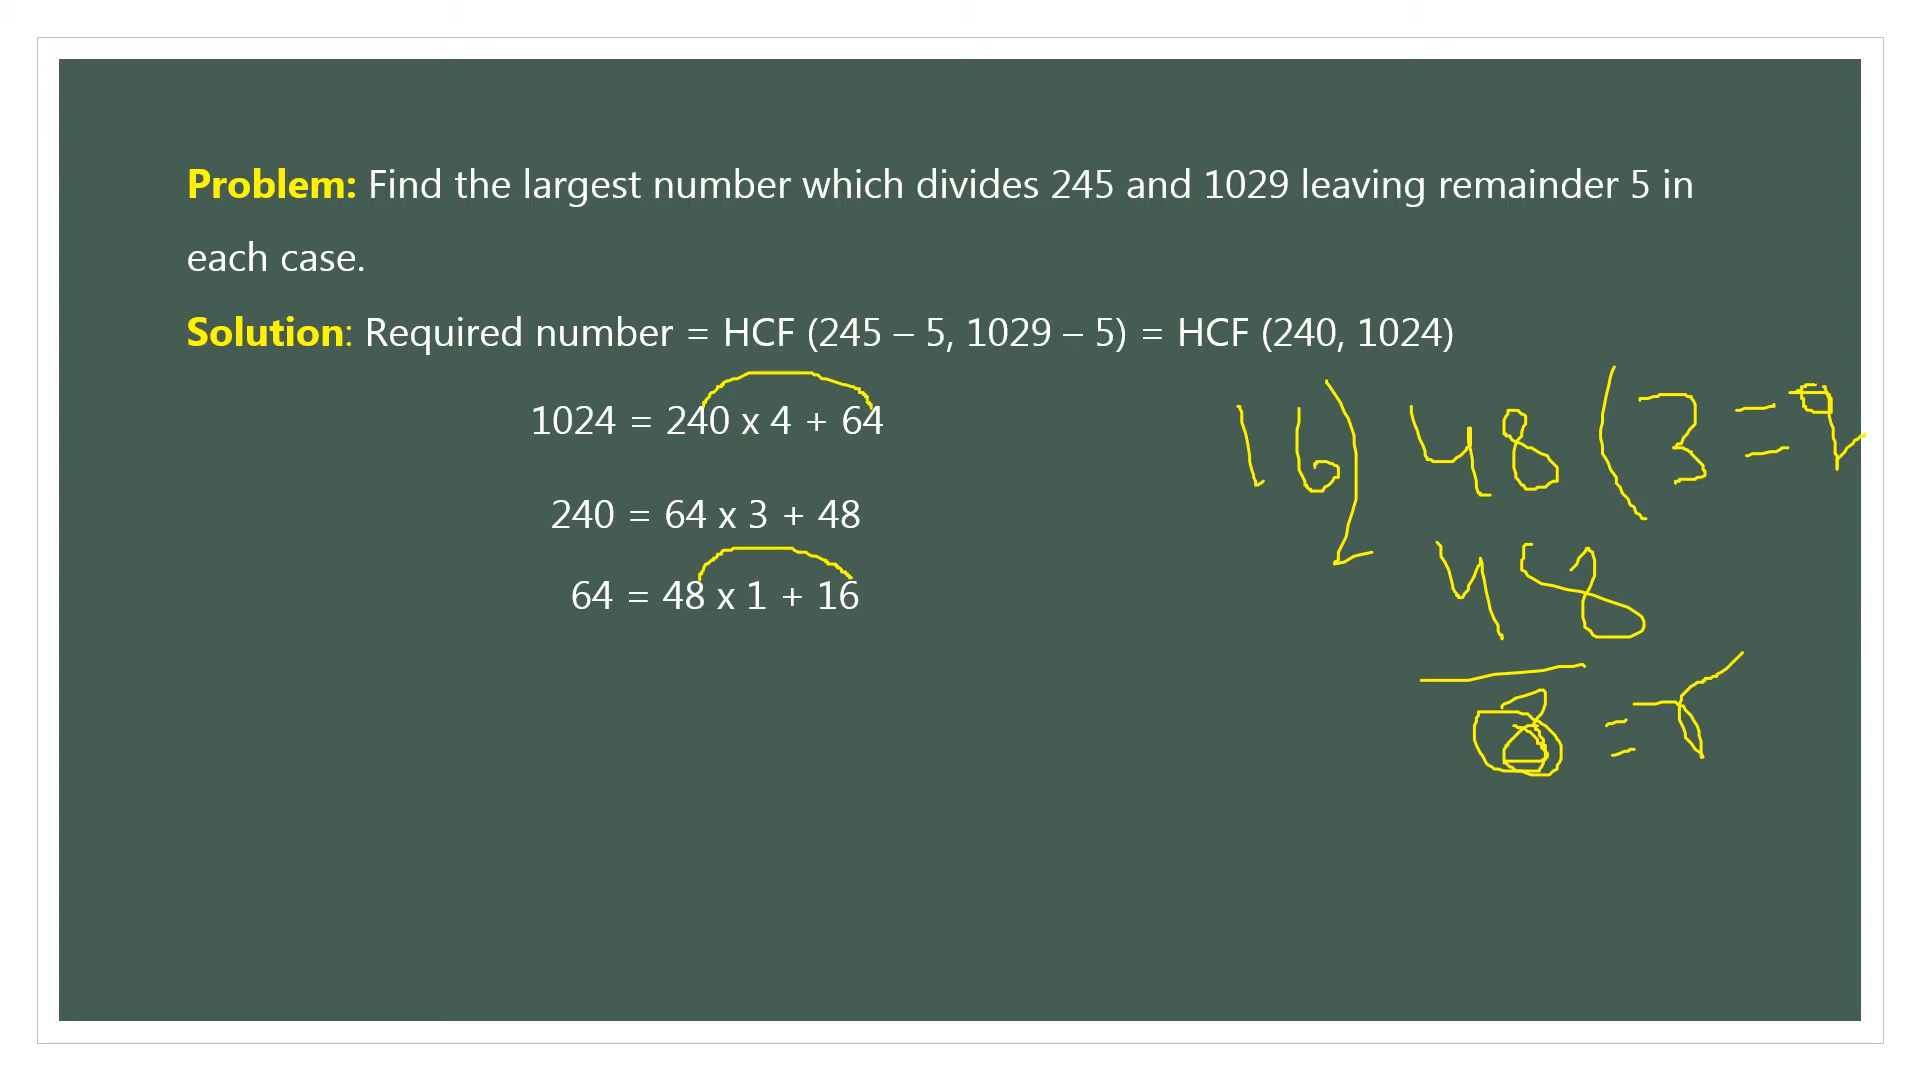 Problem: Find the largest number which divides 245 and 1029 leaving remainder 5 in
each case.
Solution: Required number = HCF (245 – 5, 1029 – 5) = HCF (240, 1024)
1024 = 240 x 4 + 64
240 = 64 x 3 + 48
64 = 48 x 1 + 16
16) 48 (3 = q
48
0 = r